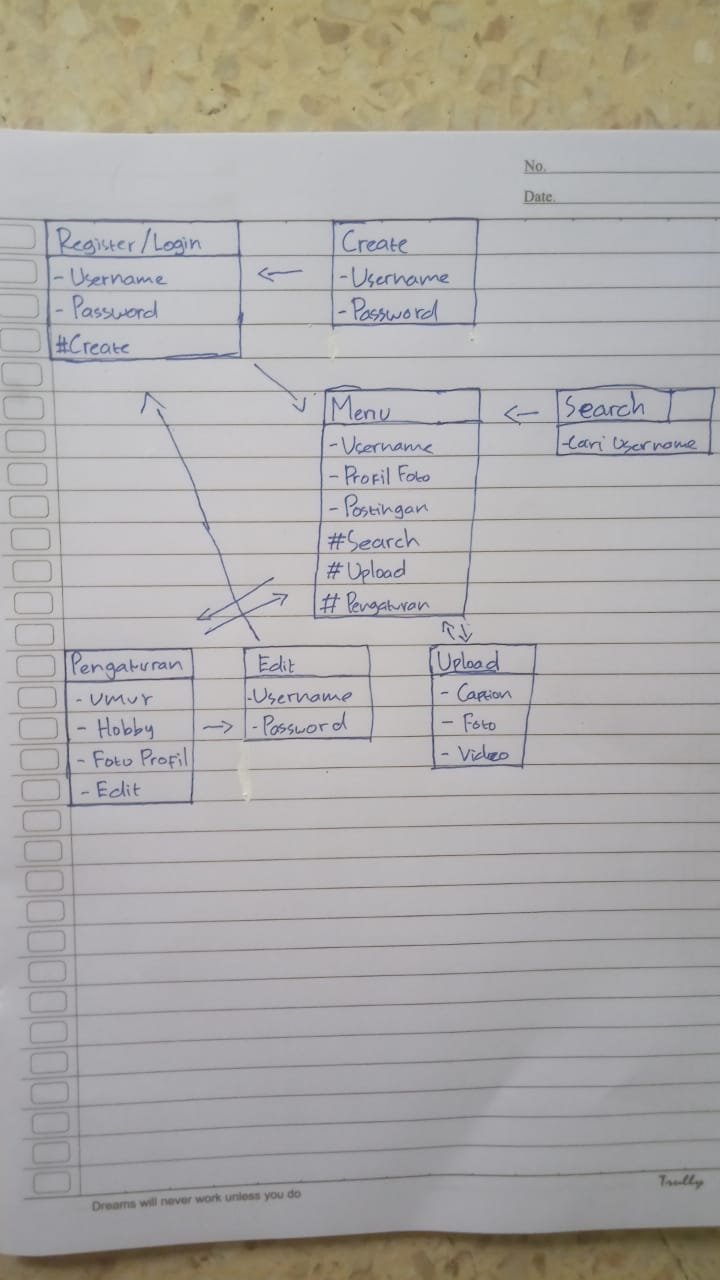 No.
Date.
Register/Login
- Username
- Password
#Create
Create
- Username
- Password
Menu
- Username
- Profil Foto
- Postingan
#Search
# Upload
# Pengaturan
Search
- Cari Username
Pengaturan
- Umur
- Hobby
- Foto Profil
- Edit
Edit
- Username
- Password
Upload
- Caption
- Foto
- Video
Dreams will never work unless you do
Trully